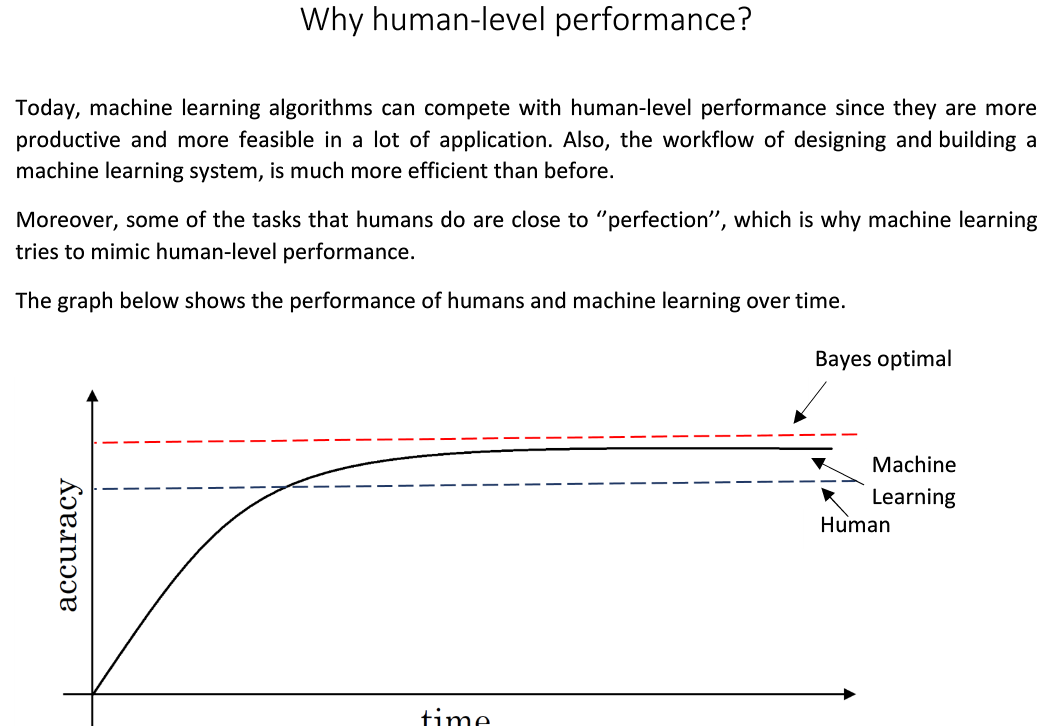 Why human-level performance?
Today, machine learning algorithms can compete with human-level performance since they are more
productive and more feasible in a lot of application. Also, the workflow of designing and building a
machine learning system, is much more efficient than before.
Moreover, some of the tasks that humans do are close to ‘‘perfection’’, which is why machine learning
tries to mimic human-level performance.
The graph below shows the performance of humans and machine learning over time.
Bayes optimal
Machine
Learning
Human
accuracy
time